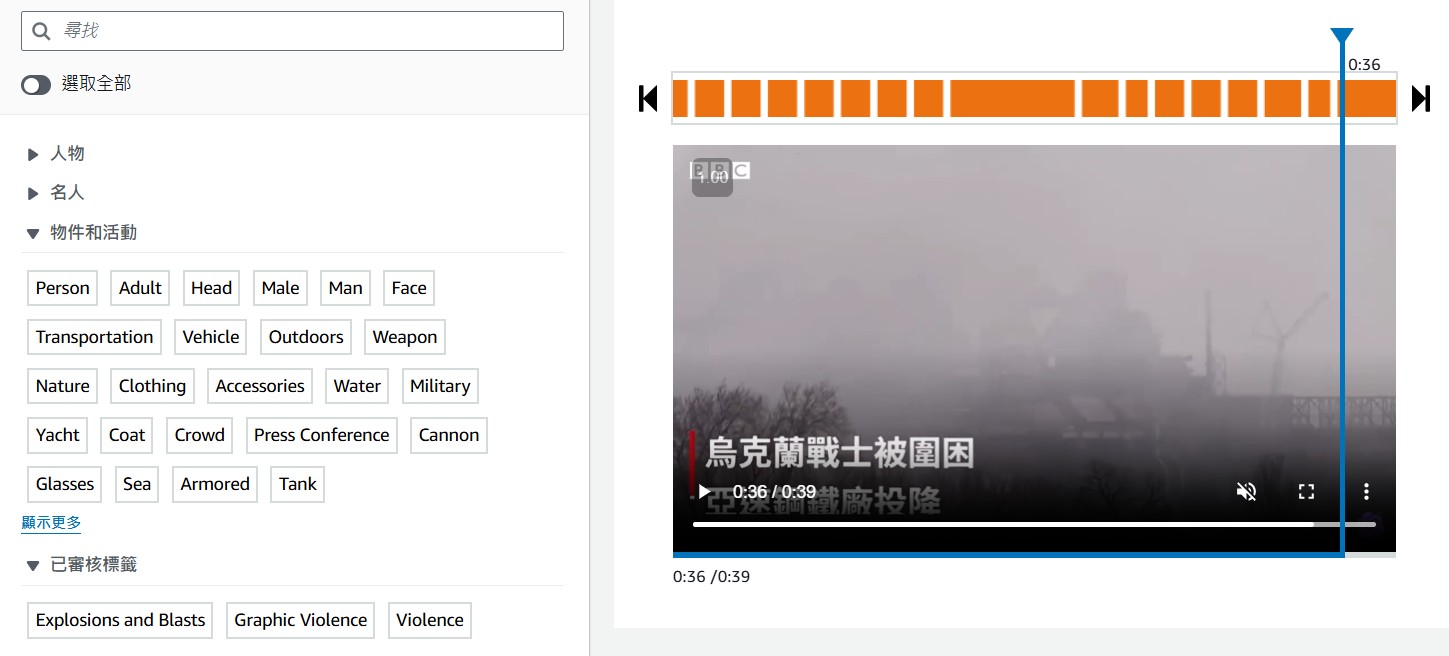 尋找
選取全部
人物
名人
物件和活動
Person Adult Head Male Man Face
Transportation Vehicle Outdoors Weapon
Nature Clothing Accessories Water Military
Yacht Coat Crowd Press Conference Cannon
Glasses Sea Armored Tank
顯示更多
已審核標籤
Explosions and Blasts Graphic Violence Violence
0:36
BBC
1.00
烏克蘭戰士被圍困
亞速鋼鐵廠投降
0:36 / 0:39
0:36 /0:39